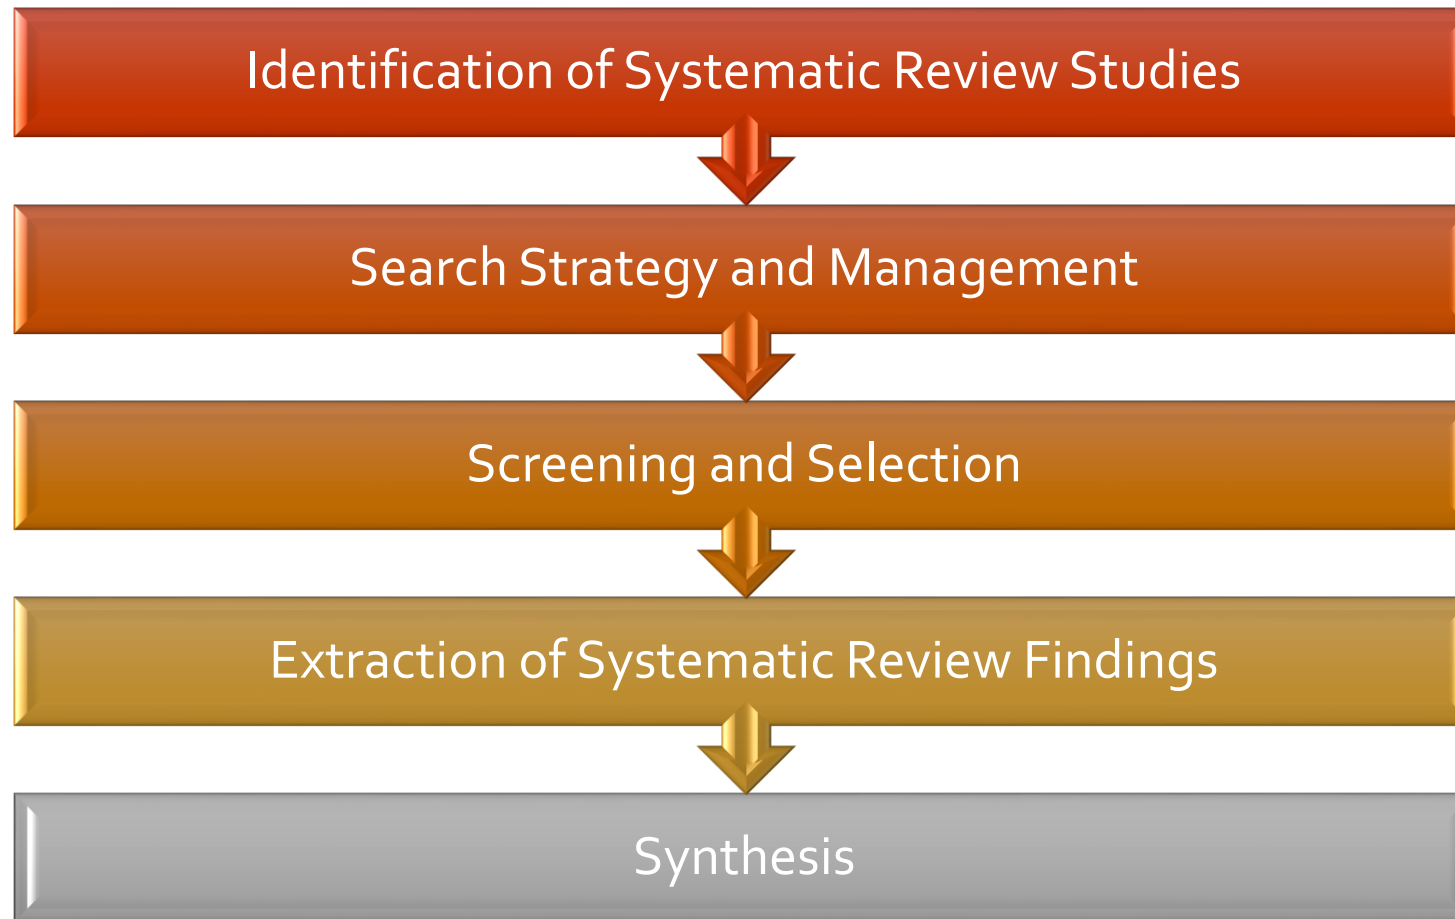 Identification of Systematic Review Studies
Search Strategy and Management
Screening and Selection
Extraction of Systematic Review Findings
Synthesis